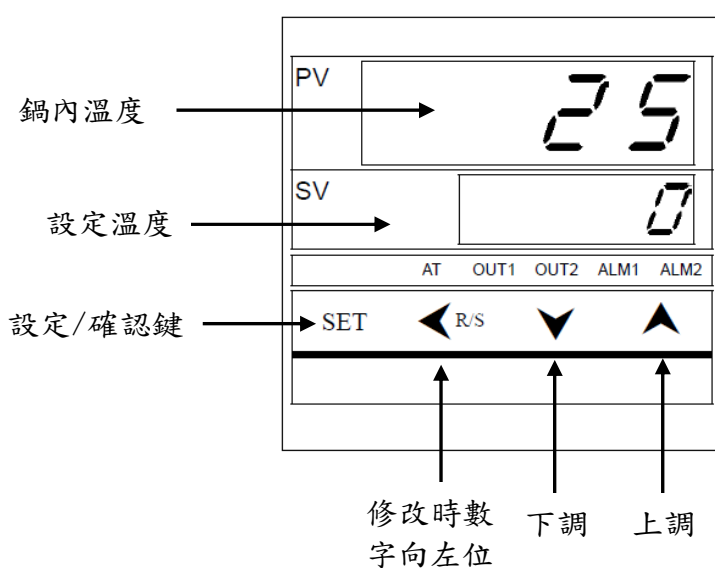 PV
鍋內溫度
25
SV
設定溫度
0
AT OUT1 OUT2 ALM1 ALM2
設定/確認鍵
SET R/S
修改時數
字向左位
下調
上調